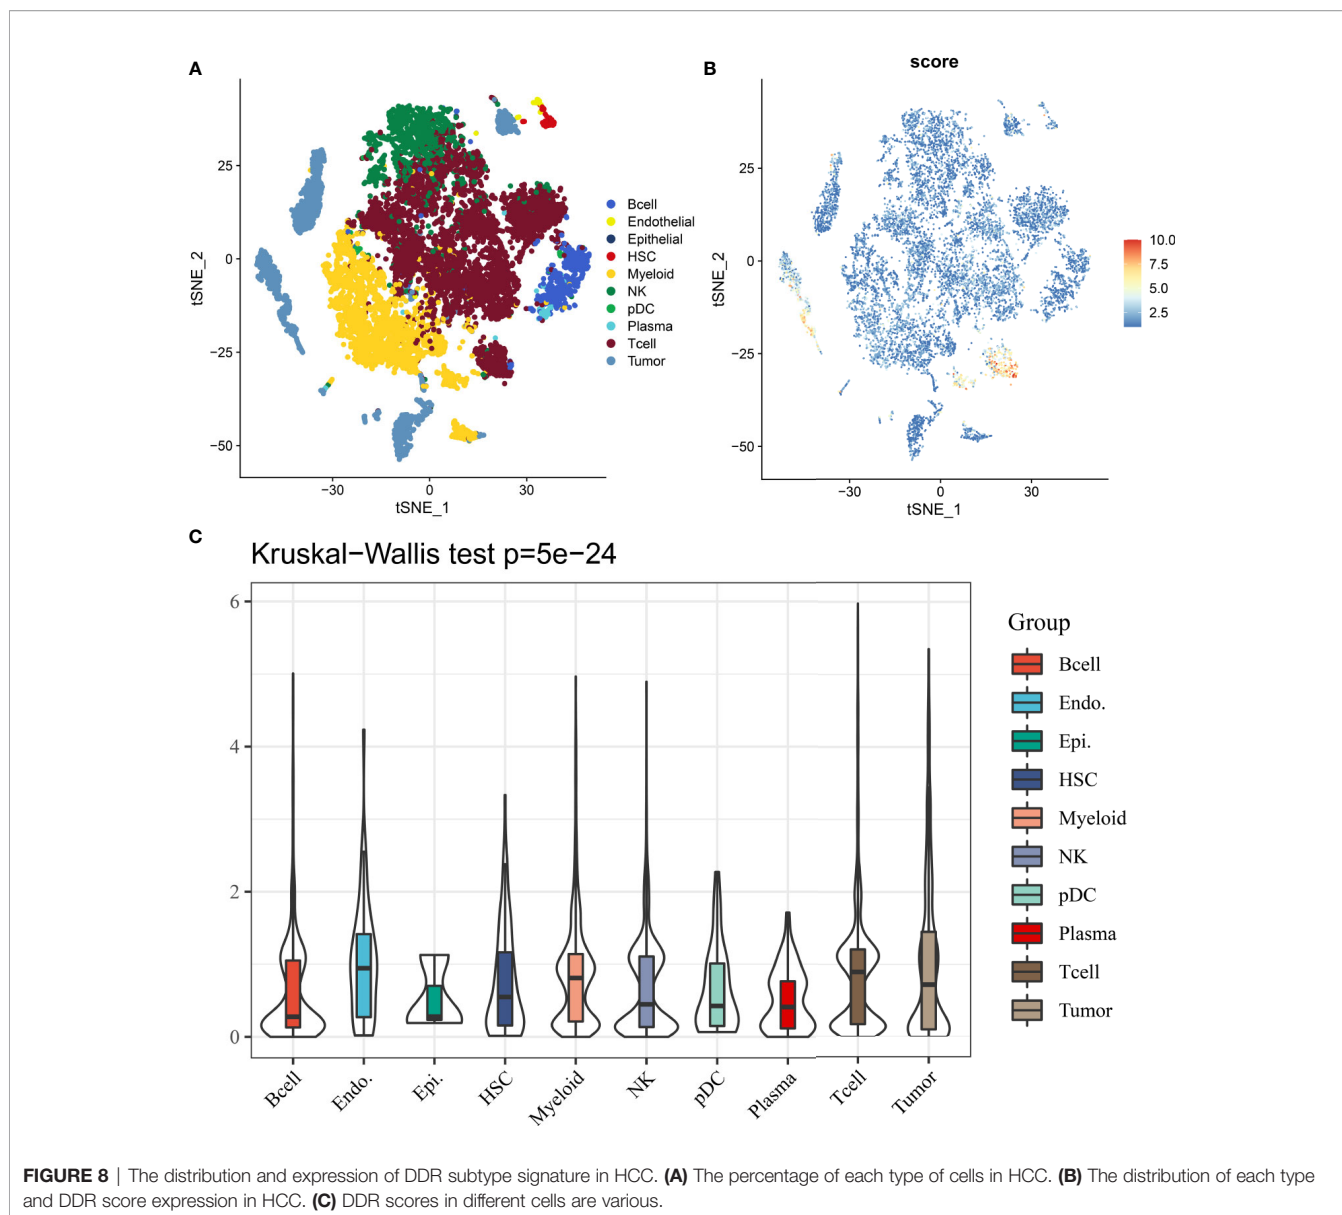 A
25
0
−25
−50
tSNE_2
−30
0
30
tSNE_1
Bcell
Endothelial
Epithelial
HSC
Myeloid
NK
pDC
Plasma
Tcell
Tumor
B
score
25
0
−25
−50
tSNE_2
−30
0
30
tSNE_1
10.0
7.5
5.0
2.5
C
Kruskal−Wallis test p=5e−24
6
4
2
0
Bcell
Endo.
Epi.
HSC
Myeloid
NK
pDC
Plasma
Tcell
Tumor
Group
Bcell
Endo.
Epi.
HSC
Myeloid
NK
pDC
Plasma
Tcell
Tumor
FIGURE 8 | The distribution and expression of DDR subtype signature in HCC. (A) The percentage of each type of cells in HCC. (B) The distribution of each type
and DDR score expression in HCC. (C) DDR scores in different cells are various.